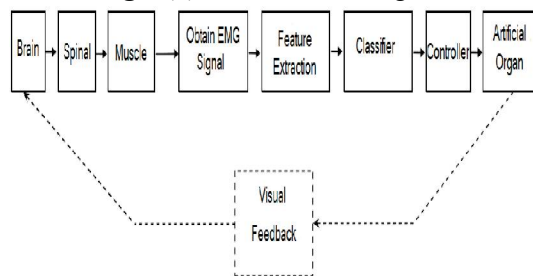 Brain
Spinal
Muscle
Obtain EMG
Signal
Feature
Extraction
Classifier
Controller
Artificial
Organ
Visual
Feedback